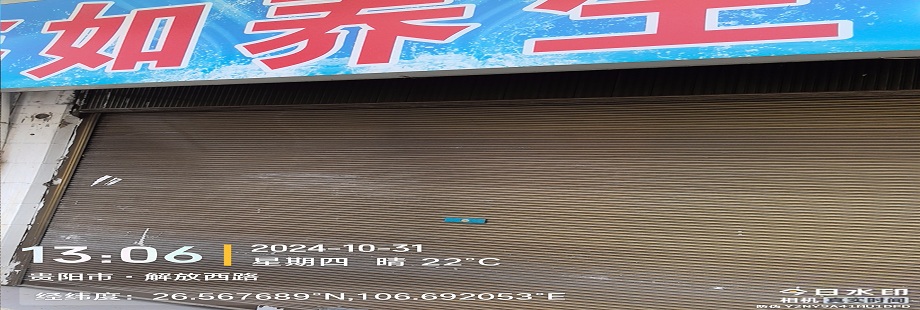 如养生
13:06
2024-10-31
星期四 晴 22°C
贵阳市·解放西路
经纬度：26.567689°N,106.692053°E
今日水印
相机 真实时间